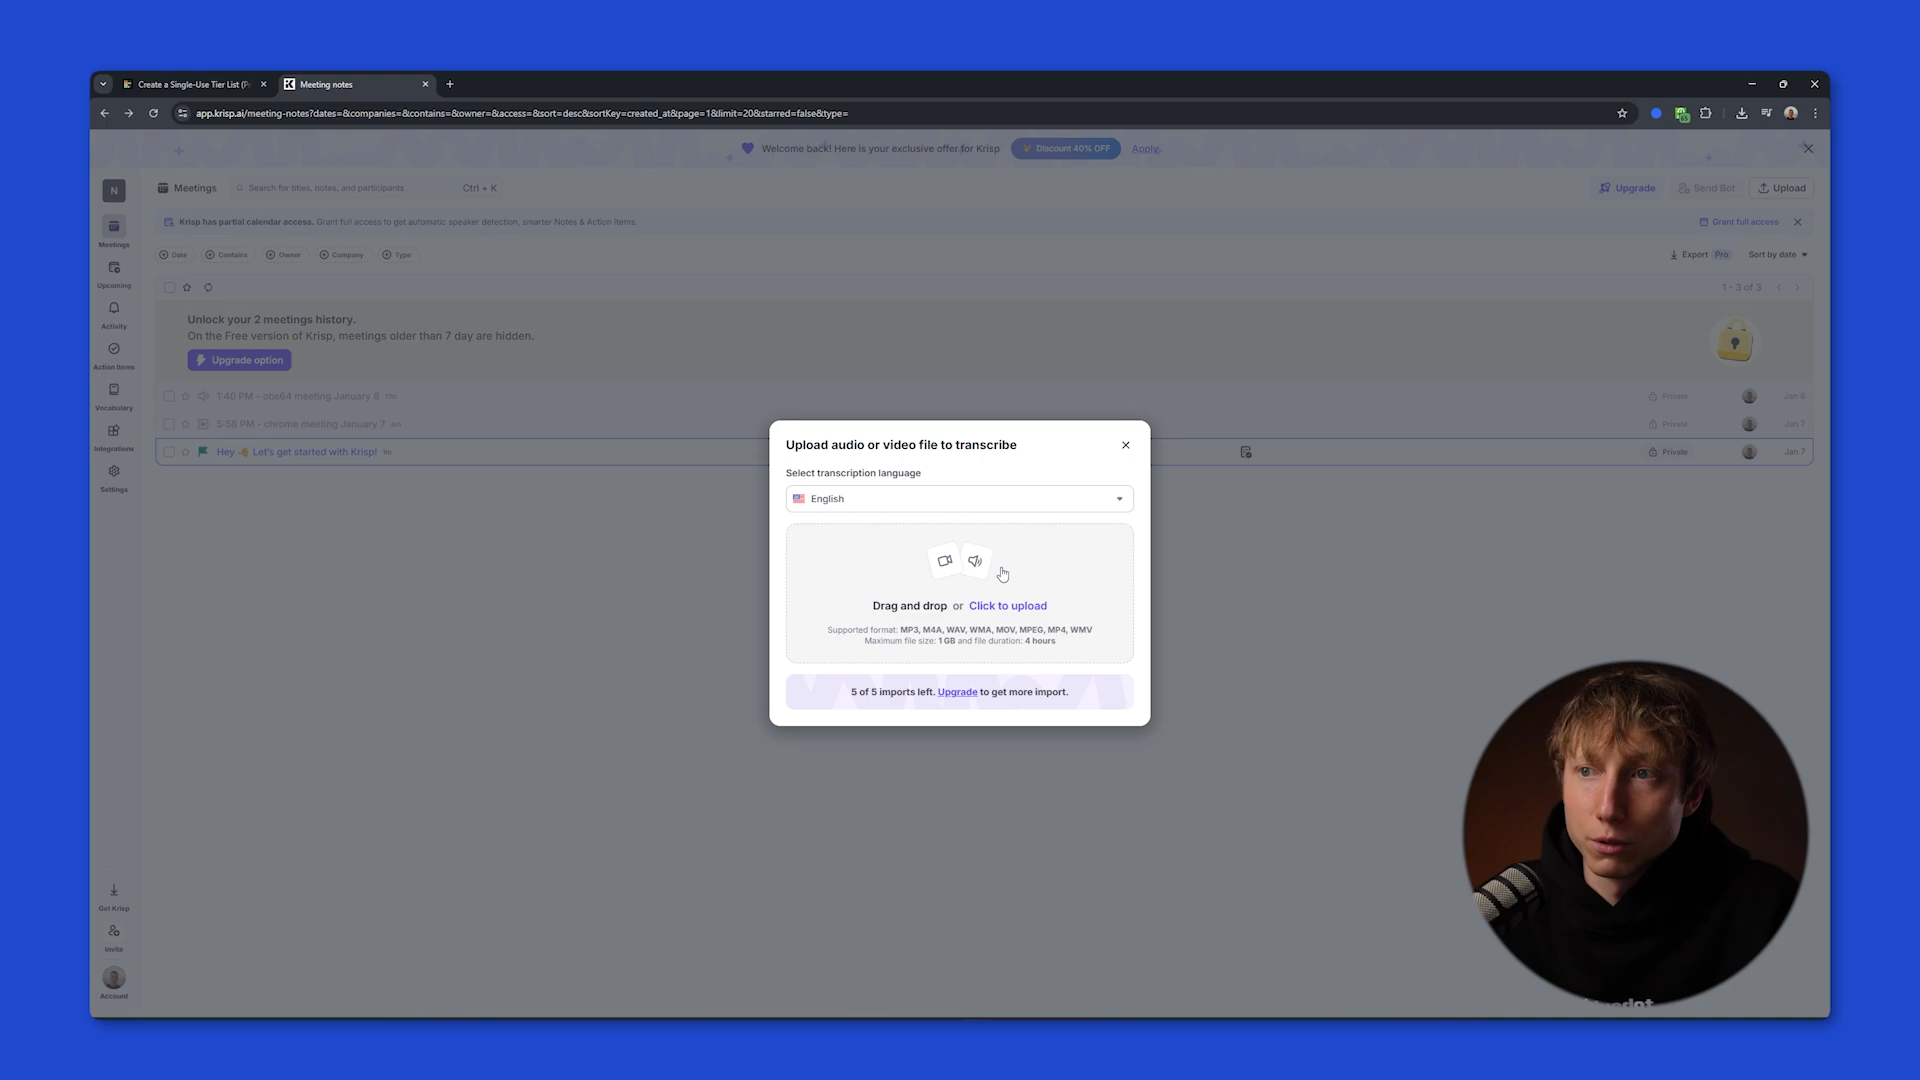 Create a Single-Use Tier List (P
Meeting notes
app.krisp.ai/meeting-notes?dates=&companies=&contains=&owner=&access=&sort=desc&sortKey=created_at&page=1&limit=20&starred=false&type=
65
Welcome back! Here is your exclusive offer for Krisp
Discount 40% OFF
Apply
N
Meetings
Search for titles, notes, and participants
Ctrl + K
Upgrade
Send Bot
Upload
Krisp has partial calendar access. Grant full access to get automatic speaker detection, smarter Notes & Action Items.
Grant full access
Meetings
Upcoming
Activity
Action Items
Vocabulary
Integrations
Settings
Date
Contains
Owner
Company
Type
Export Pro
Sort by date
1 - 3 of 3
Unlock your 2 meetings history.
On the Free version of Krisp, meetings older than 7 day are hidden.
Upgrade option
1:40 PM - obs64 meeting January 8
Private
Jan 8
5:58 PM - chrome meeting January 7
Private
Jan 7
Hey 👋 Let's get started with Krisp! 1m
Private
Jan 7
Upload audio or video file to transcribe
Select transcription language
English
Drag and drop or Click to upload
Supported format: MP3, M4A, WAV, WMA, MOV, MPEG, MP4, WMV
Maximum file size: 1 GB and file duration: 4 hours
5 of 5 imports left. Upgrade to get more import.
Get Krisp
Invite
Account